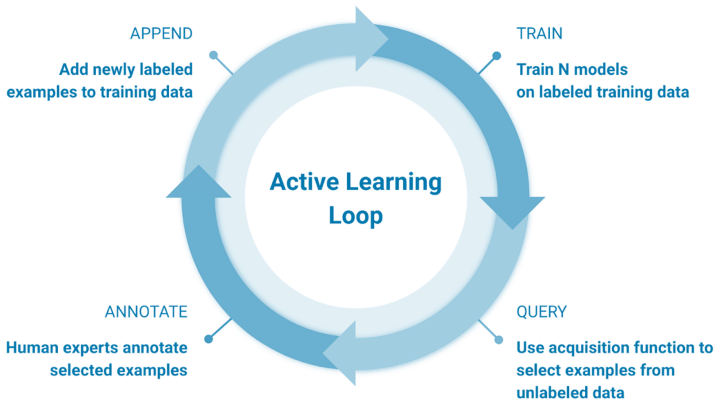 APPEND
Add newly labeled
examples to training data
TRAIN
Train N models
on labeled training data
Active Learning
Loop
ANNOTATE
Human experts annotate
selected examples
QUERY
Use acquisition function to
select examples from
unlabeled data